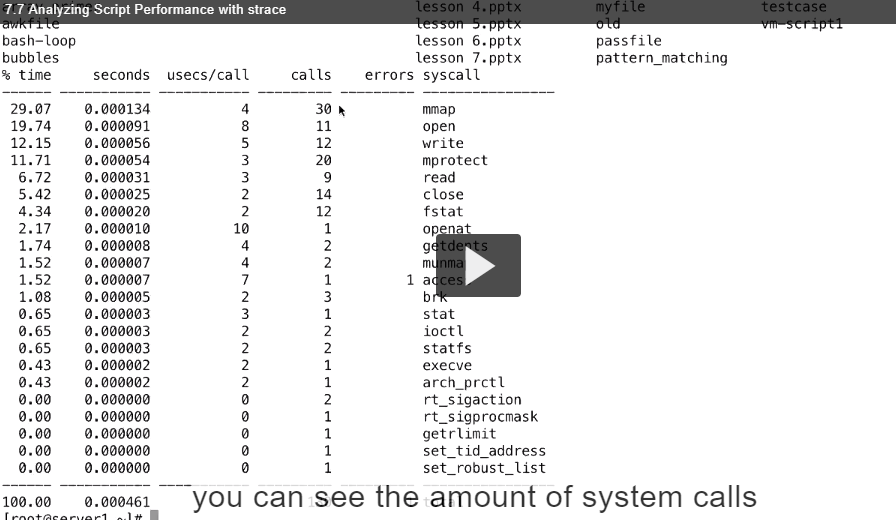 7.7 Analyzing Script Performance with strace
lesson 4.pptx myfile testcase
awkfile lesson 5.pptx old vm-script1
bash-loop lesson 6.pptx passfile
bubbles lesson 7.pptx pattern_matching
% time seconds usecs/call calls errors syscall
------ ----------- ----------- --------- --------- ----------------
29.07 0.000134 4 30 mmap
19.74 0.000091 8 11 open
12.15 0.000056 5 12 write
11.71 0.000054 3 20 mprotect
6.72 0.000031 3 9 read
5.42 0.000025 2 14 close
4.34 0.000020 2 12 fstat
2.17 0.000010 10 1 openat
1.74 0.000008 4 2 getdents
1.52 0.000007 4 2 munma
1.52 0.000007 7 1 1 access
1.08 0.000005 2 3 brk
0.65 0.000003 3 1 stat
0.65 0.000003 2 2 ioctl
0.65 0.000003 2 2 statfs
0.43 0.000002 2 1 execve
0.43 0.000002 2 1 arch_prctl
0.00 0.000000 0 2 rt_sigaction
0.00 0.000000 0 1 rt_sigprocmask
0.00 0.000000 0 1 getrlimit
0.00 0.000000 0 1 set_tid_address
0.00 0.000000 0 1 set_robust_list
------ ----------- ----------- --------- --------- ----------------
100.00 0.000461
you can see the amount of system calls
[root@server1 ~]#